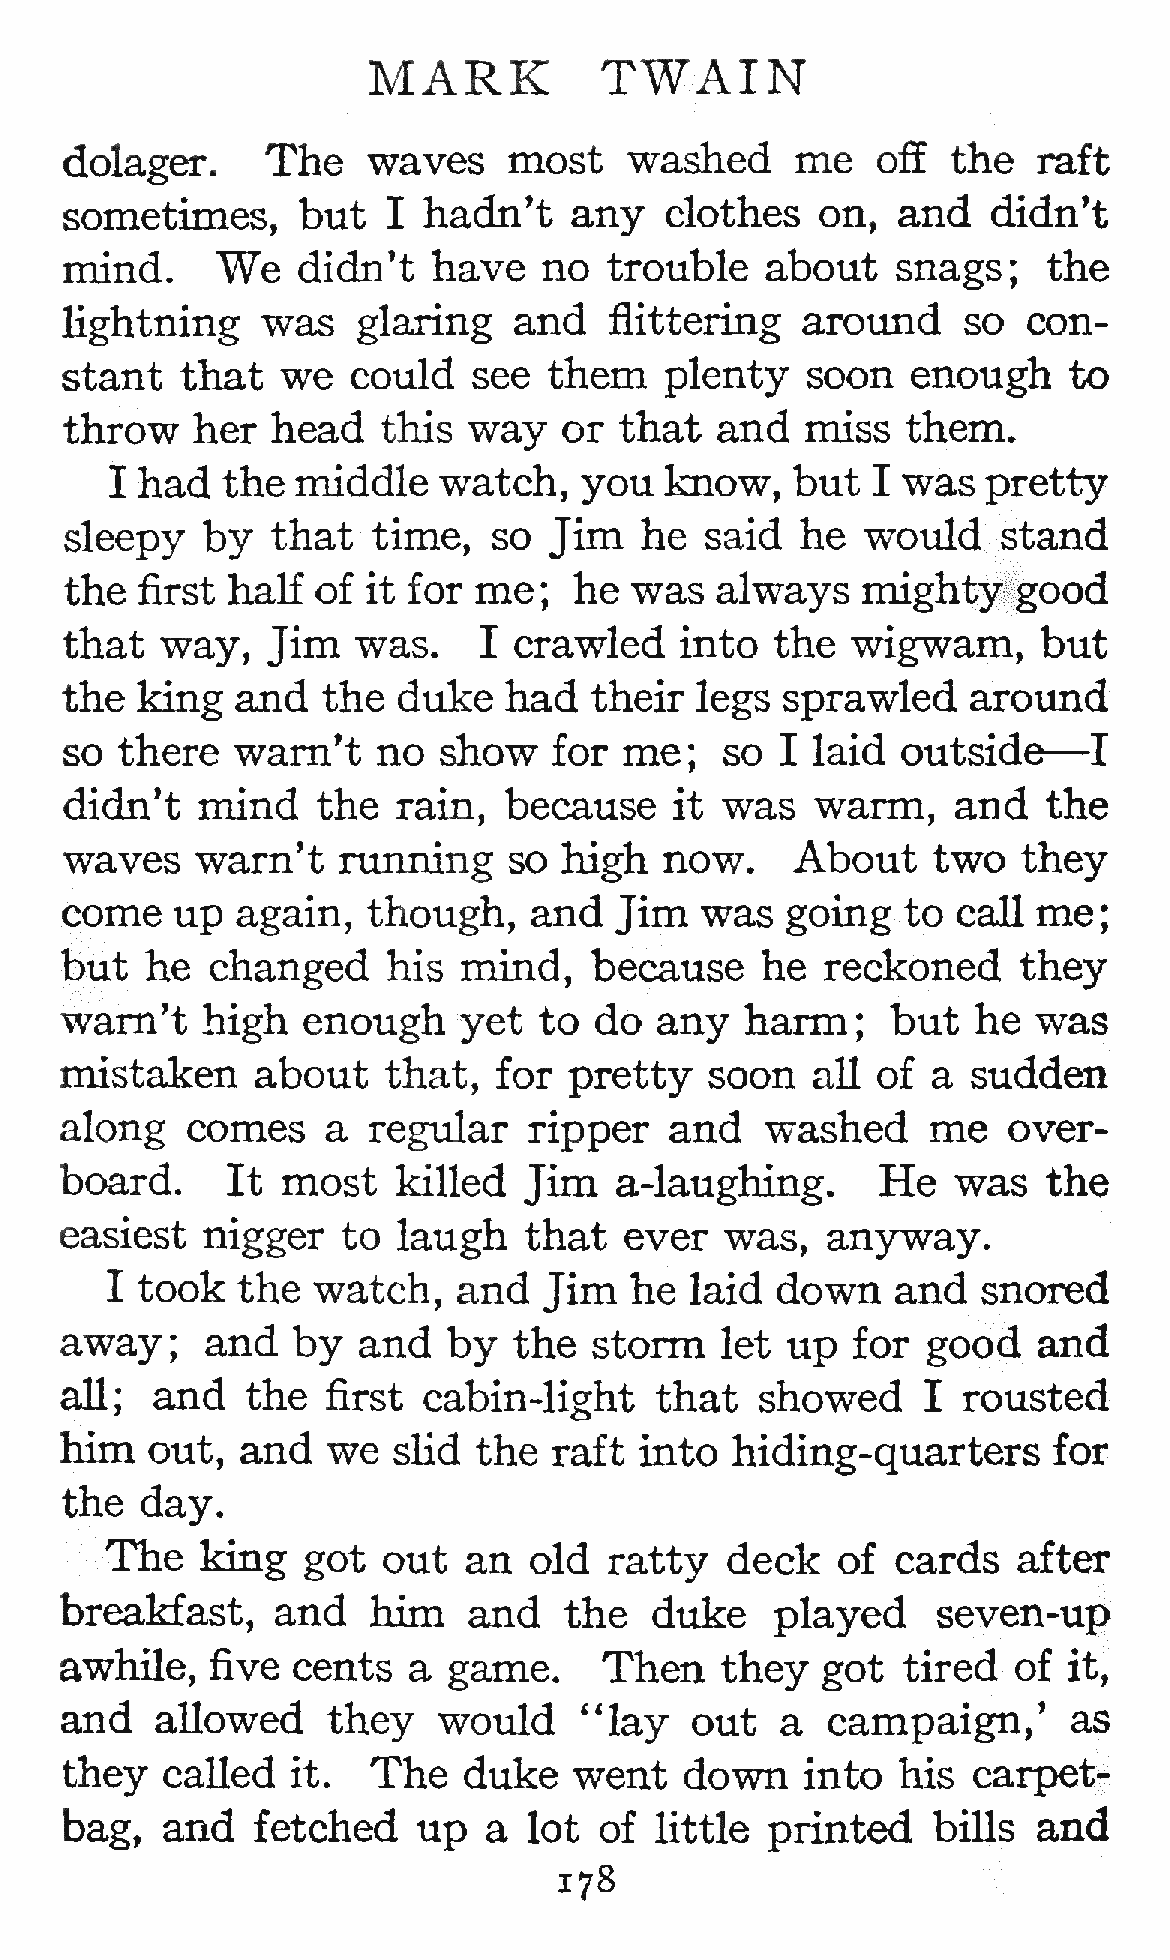 MARK TWAIN
dolager. The waves most washed me off the raft
sometimes, but I hadn't any clothes on, and didn't
mind. We didn't have no trouble about snags; the
lightning was glaring and flittering around so con-
stant that we could see them plenty soon enough to
throw her head this way or that and miss them.
I had the middle watch, you know, but I was pretty
sleepy by that time, so Jim he said he would stand
the first half of it for me; he was always mighty good
that way, Jim was. I crawled into the wigwam, but
the king and the duke had their legs sprawled around
so there warn't no show for me; so I laid outside—I
didn't mind the rain, because it was warm, and the
waves warn't running so high now. About two they
come up again, though, and Jim was going to call me;
but he changed his mind, because he reckoned they
warn't high enough yet to do any harm; but he was
mistaken about that, for pretty soon all of a sudden
along comes a regular ripper and washed me over-
board. It most killed Jim a-laughing. He was the
easiest nigger to laugh that ever was, anyway.
I took the watch, and Jim he laid down and snored
away; and by and by the storm let up for good and
all; and the first cabin-light that showed I rousted
him out, and we slid the raft into hiding-quarters for
the day.
The king got out an old ratty deck of cards after
breakfast, and him and the duke played seven-up
awhile, five cents a game. Then they got tired of it,
and allowed they would "lay out a campaign,' as
they called it. The duke went down into his carpet-
bag, and fetched up a lot of little printed bills and
178